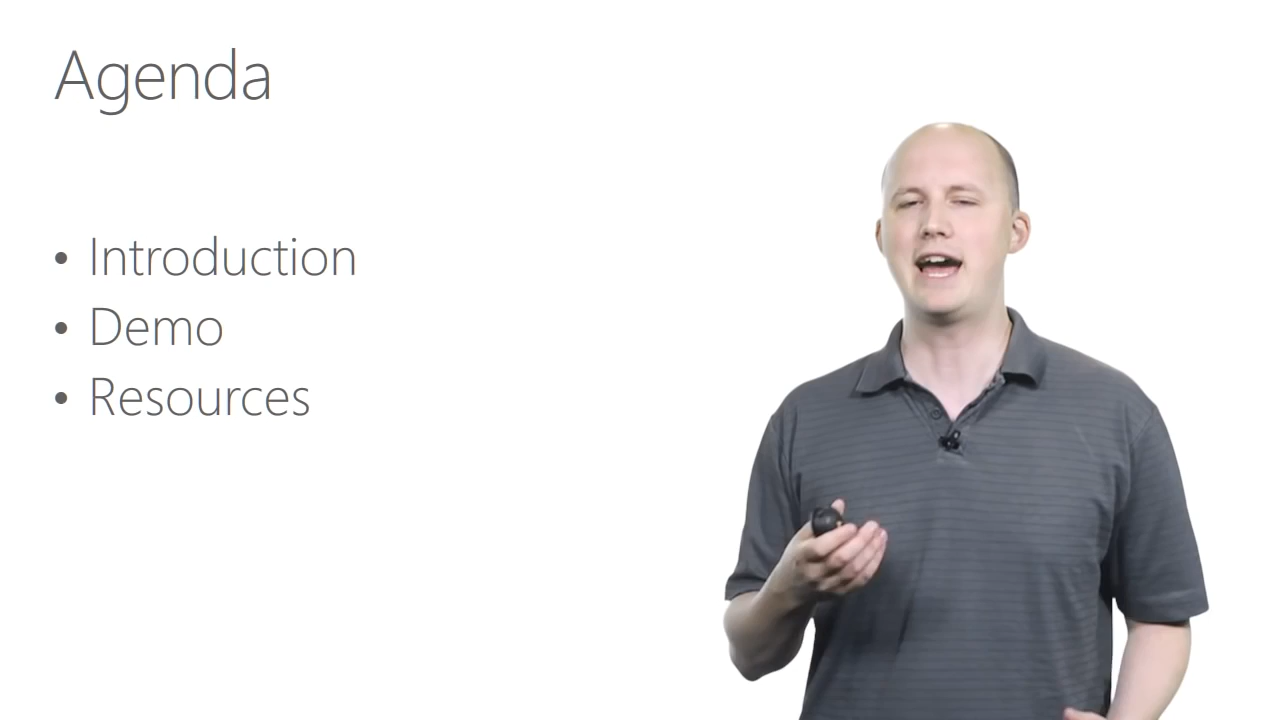 Agenda
• Introduction
• Demo
• Resources